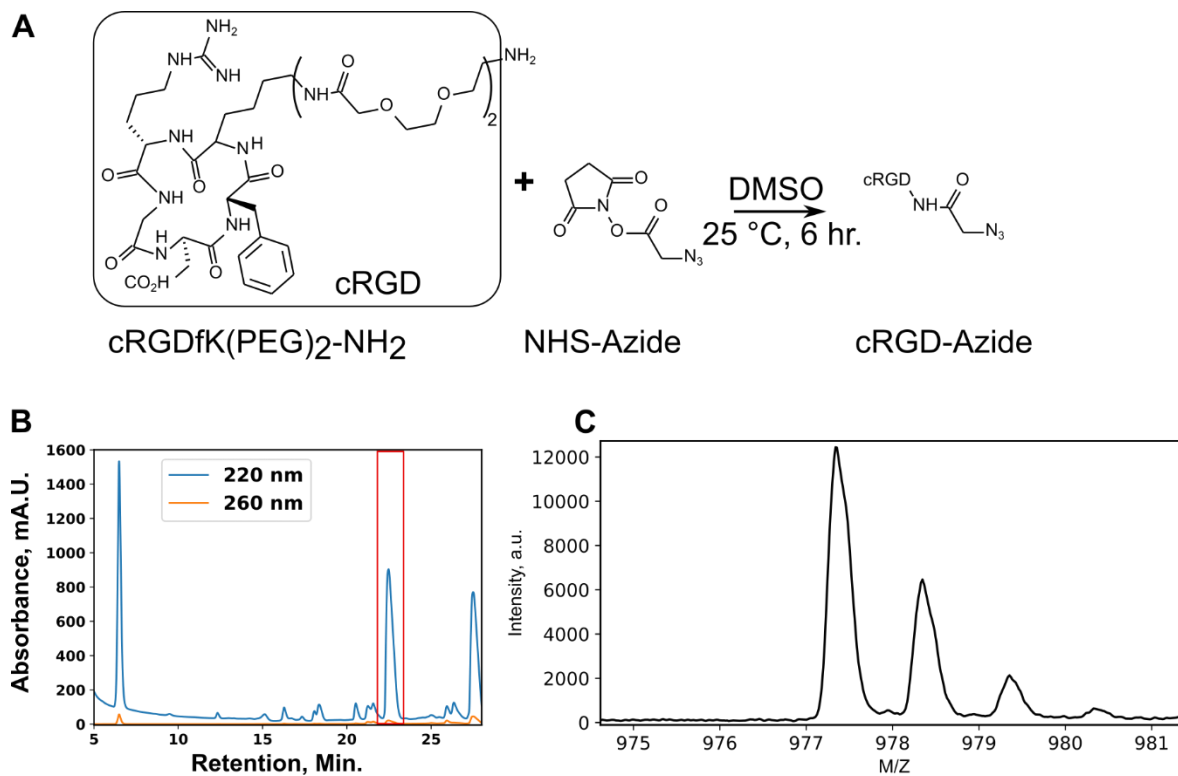 A
NH₂
NH
NH
O
NH
O
O
2
NH₂
N H
O
O
N
H
O
NH
O
H
N
O
NH
O
CO₂H
cRGD
+
O
N
O
O
O
N₃
DMSO
25 °C, 6 hr.
cRGD
NH
O
N₃
cRGDfK(PEG)₂-NH₂
NHS-Azide
cRGD-Azide
B
1600
1400
1200
1000
800
600
400
200
0
Absorbance, mA.U.
220 nm
260 nm
5
10
15
20
25
Retention, Min.
C
12000
10000
8000
6000
4000
2000
0
Intensity, a.u.
975
976
977
978
979
980
981
M/Z